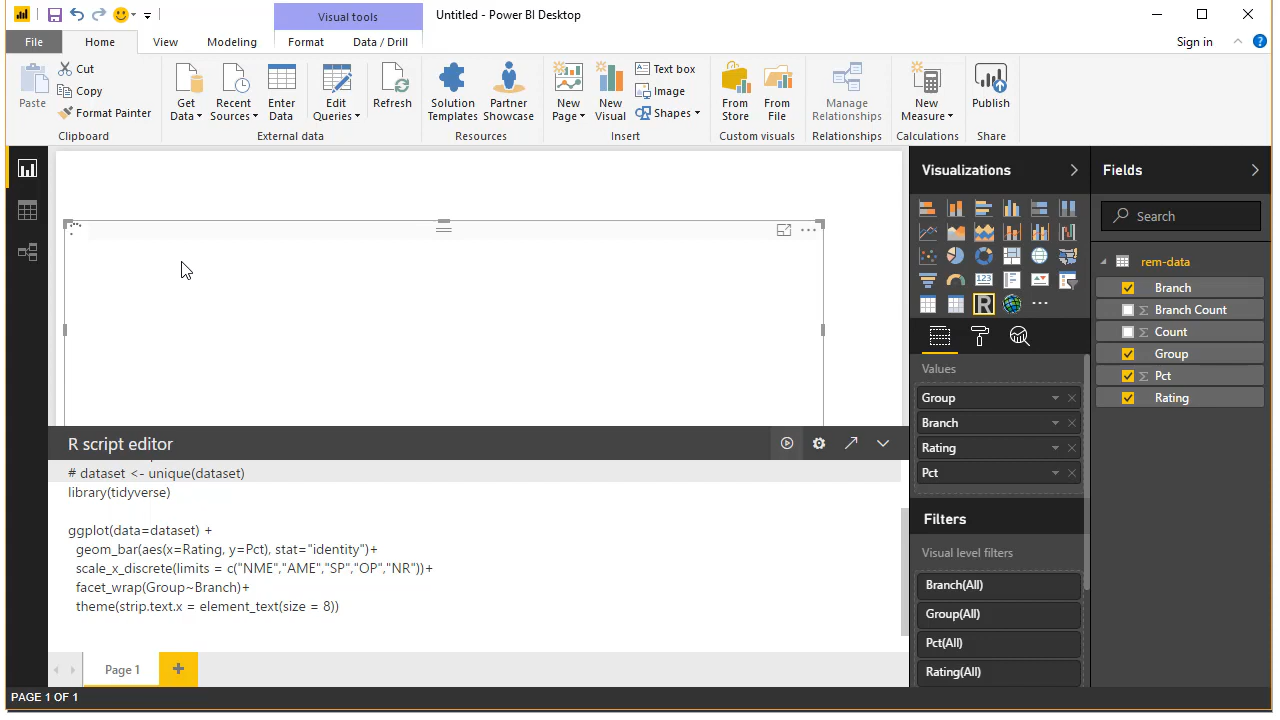 Visual tools
Untitled - Power BI Desktop
File
Home
View
Modeling
Format
Data / Drill
Sign in
Paste
Cut
Copy
Format Painter
Clipboard
Get Data
Recent Sources
Enter Data
Edit Queries
Refresh
External data
Solution Templates
Partner Showcase
Resources
New Page
New Visual
Text box
Image
Shapes
Insert
From Store
From File
Custom visuals
Manage Relationships
Relationships
New Measure
Calculations
Publish
Share
R script editor
# dataset <- unique(dataset)
library(tidyverse)
ggplot(data=dataset) +
geom_bar(aes(x=Rating, y=Pct), stat="identity")+
scale_x_discrete(limits = c("NME","AME","SP","OP","NR"))+
facet_wrap(Group~Branch)+
theme(strip.text.x = element_text(size = 8))
Page 1
PAGE 1 OF 1
Visualizations
123
R
Values
Group
Branch
Rating
Pct
Filters
Visual level filters
Branch(All)
Group(All)
Pct(All)
Rating(All)
Fields
Search
rem-data
Branch
Σ Branch Count
Σ Count
Group
Σ Pct
Rating